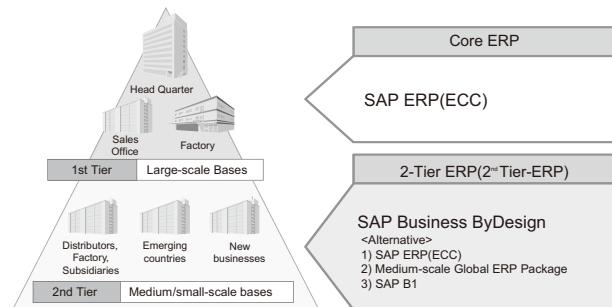 Head Quarter
Sales
Office
Factory
1st Tier
Large-scale Bases
Distributors,
Factory,
Subsidiaries
Emerging
countries
New
businesses
2nd Tier
Medium/small-scale bases
Core ERP
SAP ERP(ECC)
2-Tier ERP(2nd Tier-ERP)
SAP Business ByDesign
<Alternative>
1) SAP ERP(ECC)
2) Medium-scale Global ERP Package
3) SAP B1